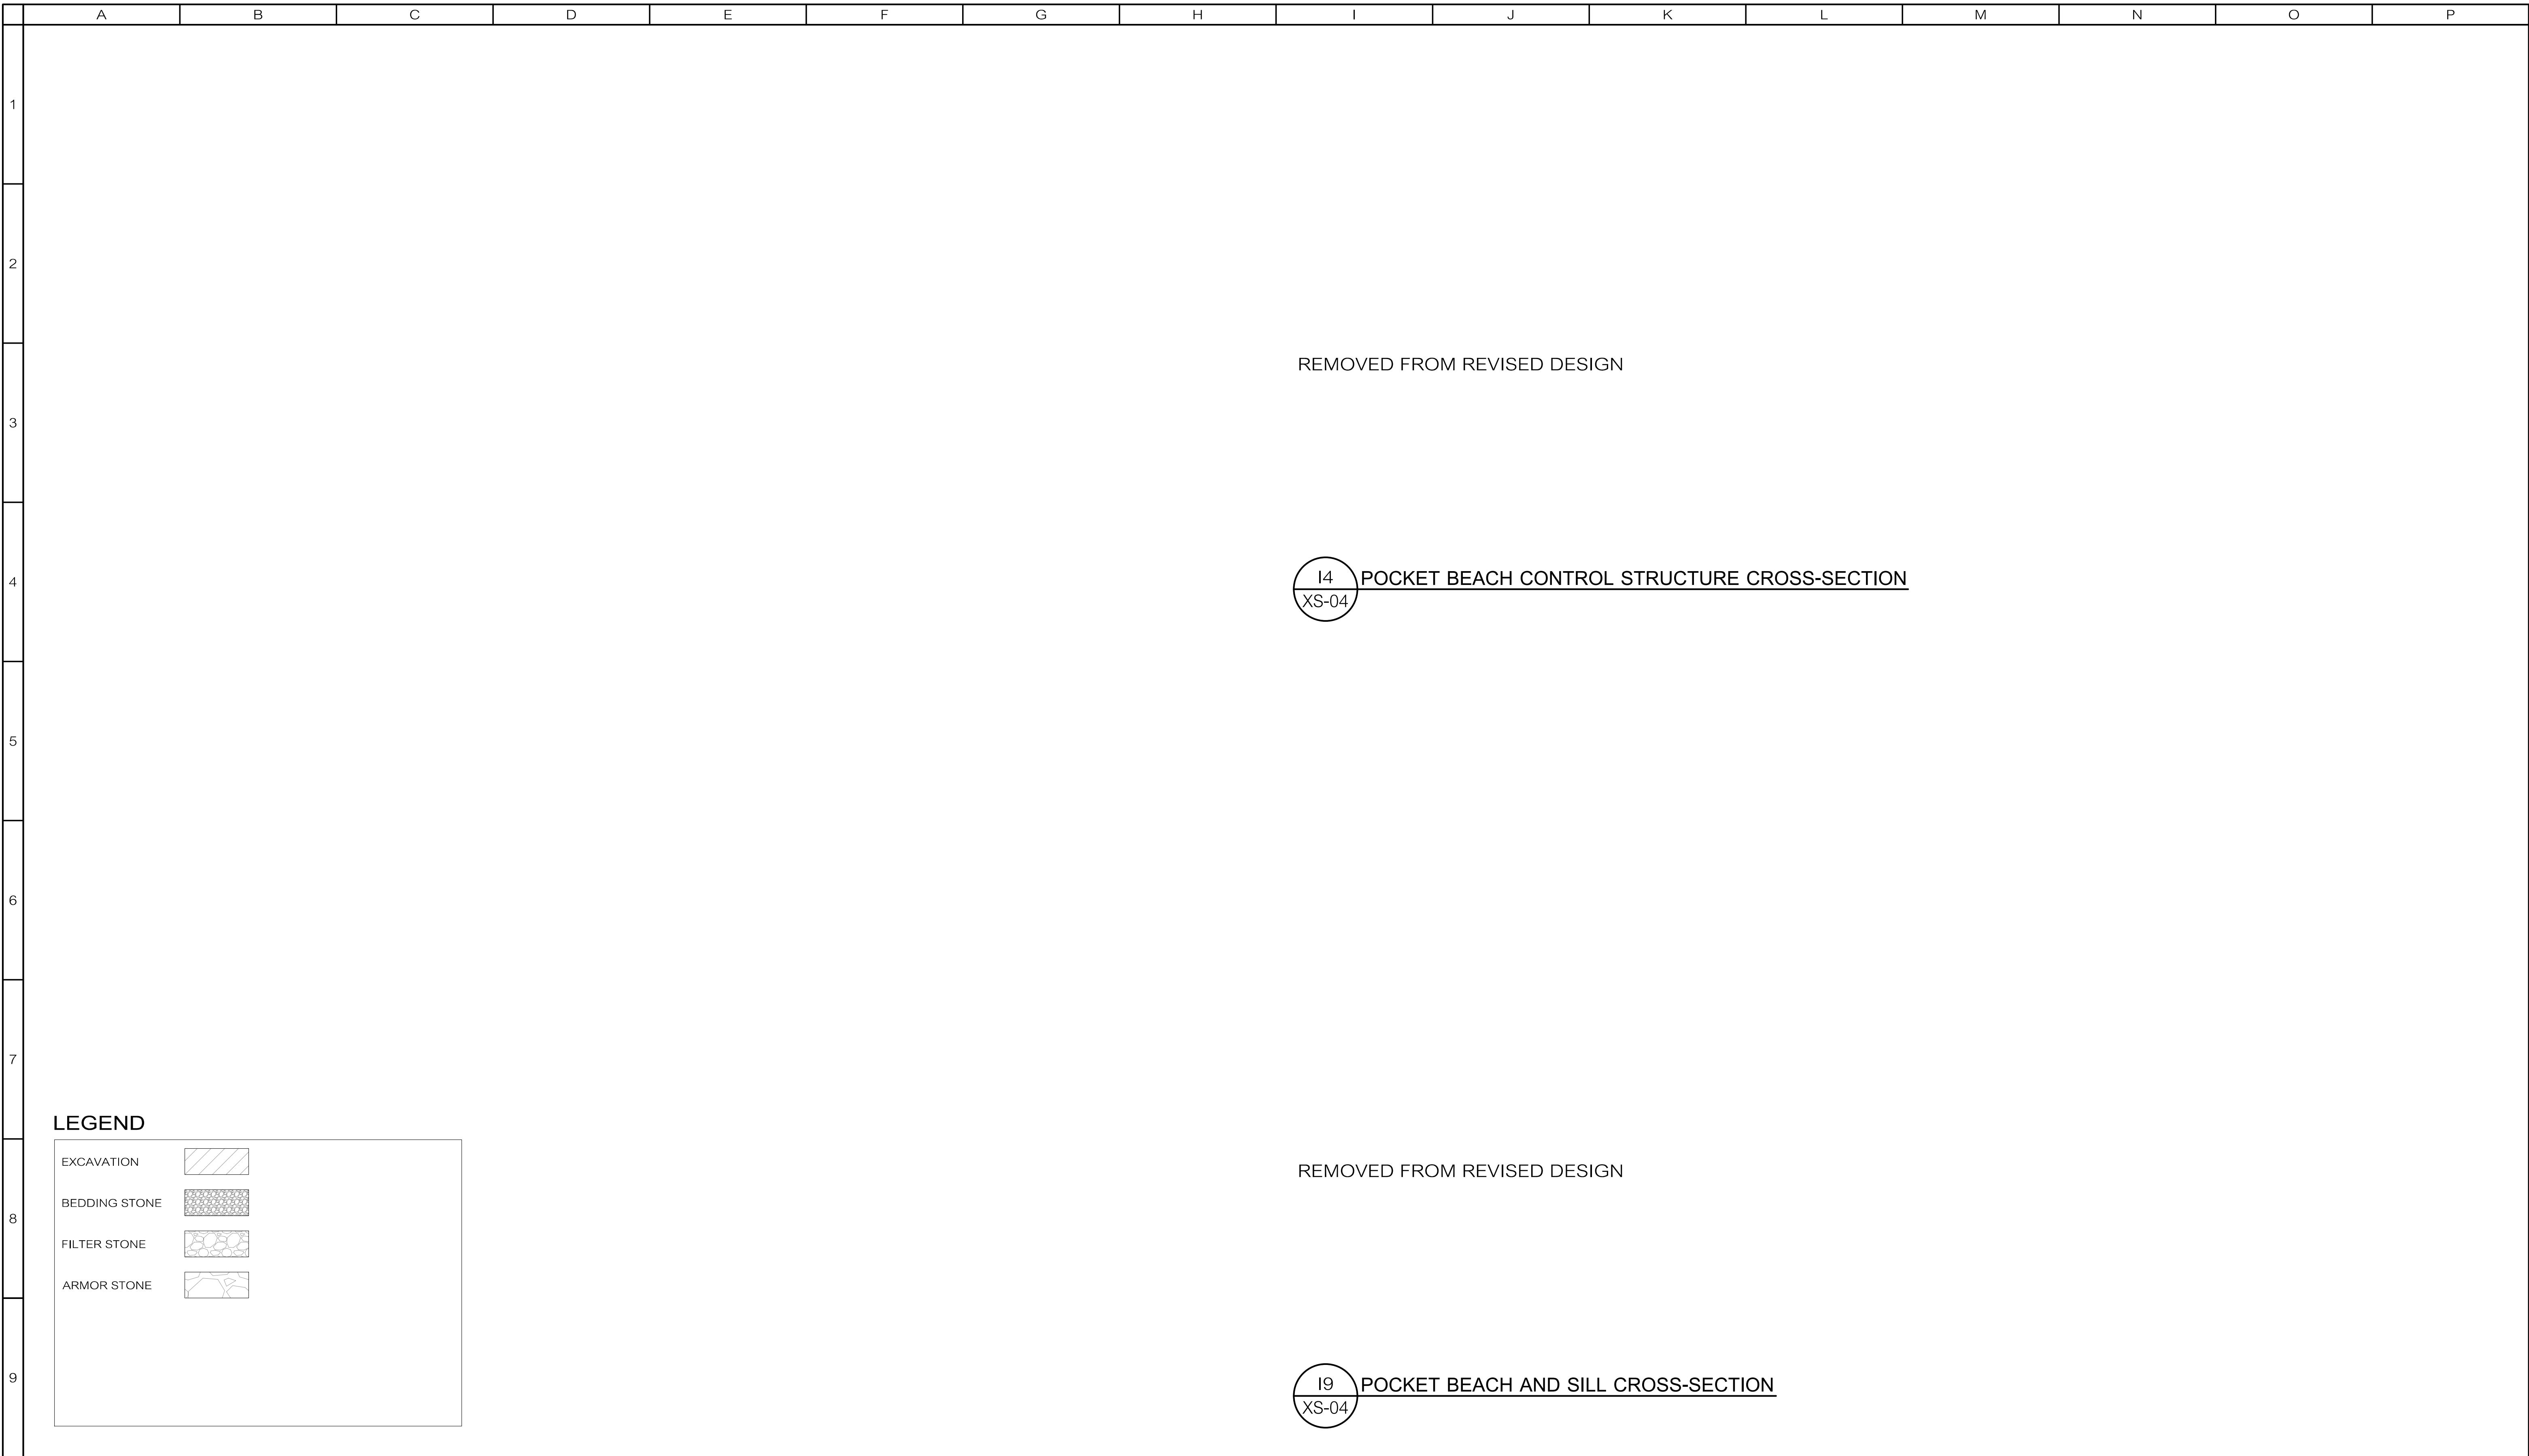 A B C D E F G H I J K L M N O P
1
2
REMOVED FROM REVISED DESIGN
3
4
I4
XS-04
POCKET BEACH CONTROL STRUCTURE CROSS-SECTION
5
6
7
LEGEND
EXCAVATION
BEDDING STONE
FILTER STONE
ARMOR STONE
REMOVED FROM REVISED DESIGN
8
9
I9
XS-04
POCKET BEACH AND SILL CROSS-SECTION